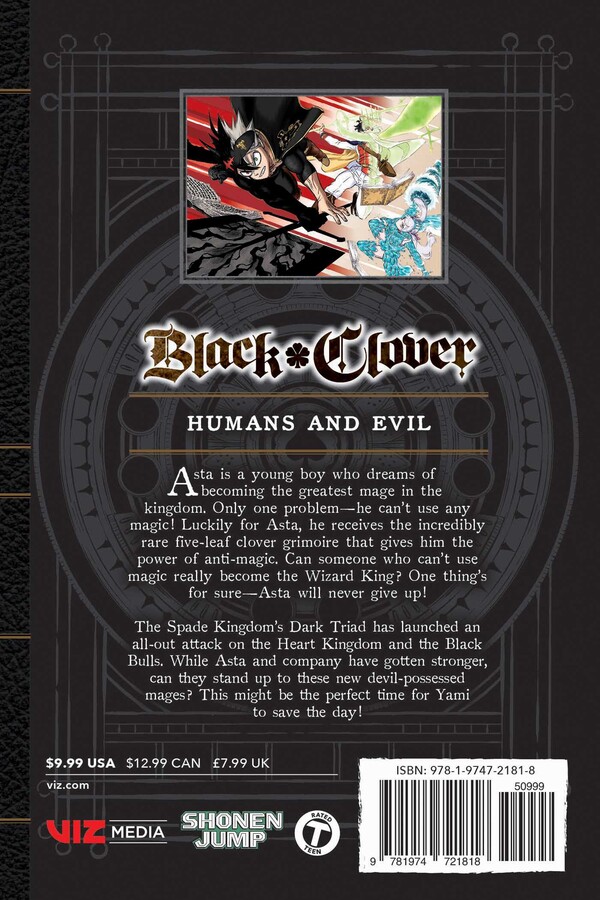 Black Clover
HUMANS AND EVIL
Asta is a young boy who dreams of
becoming the greatest mage in the
kingdom. Only one problem—he can't use any
magic! Luckily for Asta, he receives the incredibly
rare five-leaf clover grimoire that gives him the
power of anti-magic. Can someone who can't use
magic really become the Wizard King? One thing's
for sure—Asta will never give up!
The Spade Kingdom's Dark Triad has launched an
all-out attack on the Heart Kingdom and the Black
Bulls. While Asta and company have gotten stronger,
can they stand up to these new devil-possessed
mages? This might be the perfect time for Yami
to save the day!
$9.99 USA $12.99 CAN £7.99 UK
viz.com
VIZ MEDIA
SHONEN
JUMP
RATED
T
TEEN
ISBN: 978-1-9747-2181-8
50999
9 781974 721818